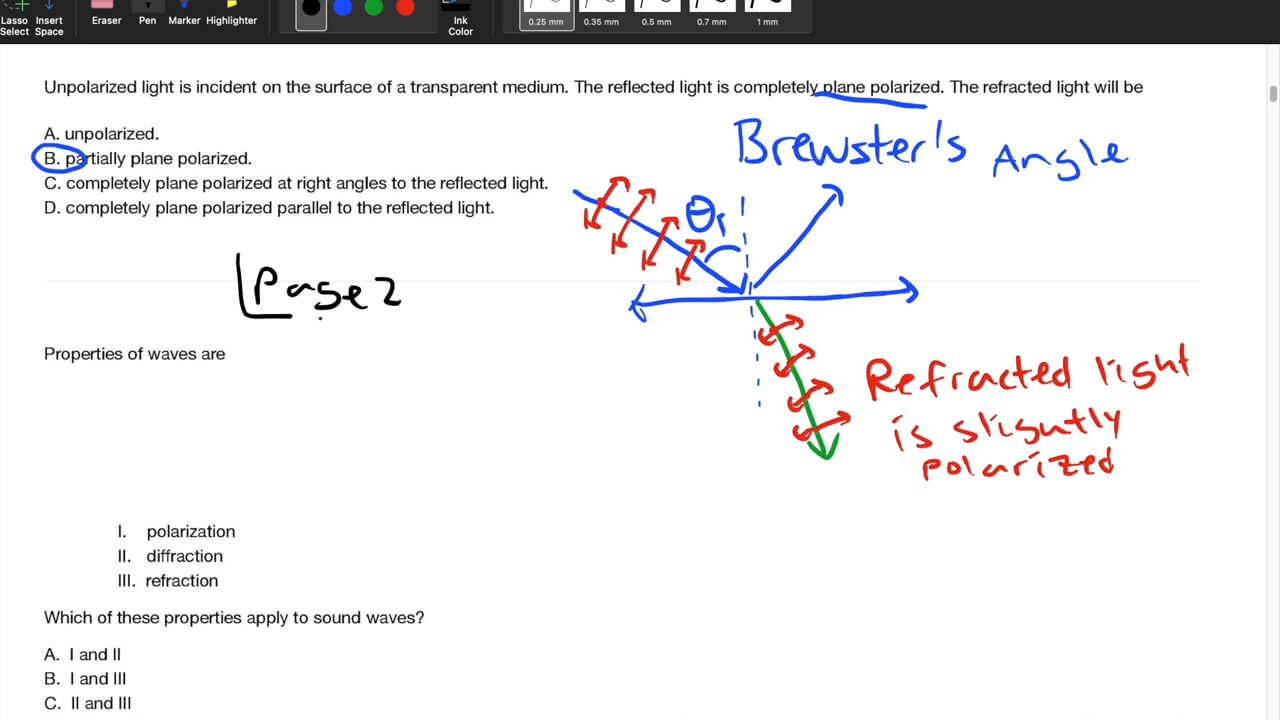 Lasso Select
Insert Space
Eraser
Pen
Marker
Highlighter
Ink Color
0.25 mm
0.35 mm
0.5 mm
0.7 mm
1 mm
Unpolarized light is incident on the surface of a transparent medium. The reflected light is completely plane polarized. The refracted light will be
A. unpolarized.
B. partially plane polarized.
C. completely plane polarized at right angles to the reflected light.
D. completely plane polarized parallel to the reflected light.
Brewster's Angle
θ
Page 2
Refracted light
is slightly
polarized
Properties of waves are
I. polarization
II. diffraction
III. refraction
Which of these properties apply to sound waves?
A. I and II
B. I and III
C. II and III